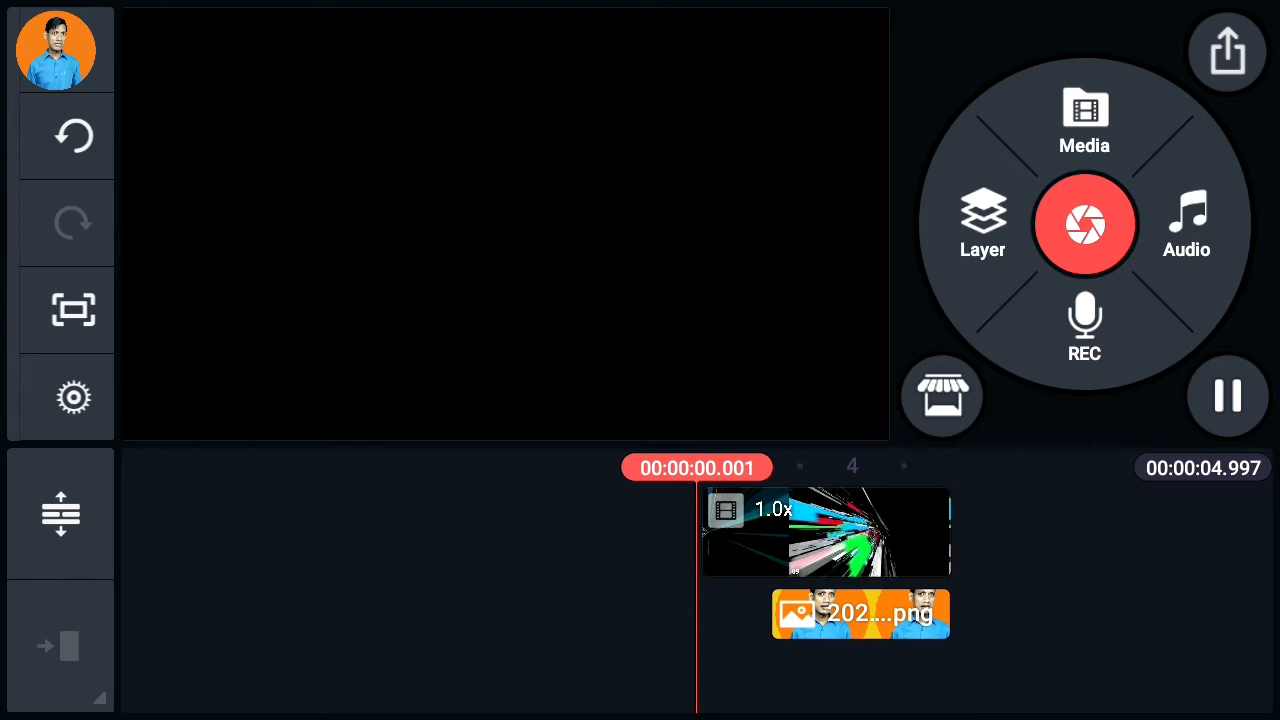 Media
Layer
Audio
REC
00:00:00.001
4
00:00:04.997
1.0x
202....png